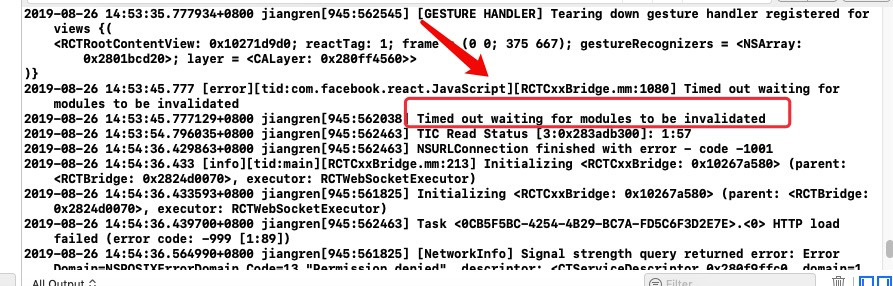 2019-08-26 14:53:35.777934+0800 jiangren[945:562545] [GESTURE HANDLER] Tearing down gesture handler registered for
views {(
<RCTRootContentView: 0x10271d9d0; reactTag: 1; frame (0 0; 375 667); gestureRecognizers = <NSArray:
0x2801bcd20>; layer = <CALayer: 0x280ff4560>>
)}
2019-08-26 14:53:45.777 [error][tid:com.facebook.react.JavaScript][RCTCxxBridge.mm:1080] Timed out waiting for
modules to be invalidated
2019-08-26 14:53:45.777129+0800 jiangren[945:562038] Timed out waiting for modules to be invalidated
2019-08-26 14:53:54.796035+0800 jiangren[945:562463] TIC Read Status [3:0x283adb300]: 1:57
2019-08-26 14:54:36.429863+0800 jiangren[945:562463] NSURLConnection finished with error - code -1001
2019-08-26 14:54:36.433 [info][tid:main][RCTCxxBridge.mm:213] Initializing <RCTCxxBridge: 0x10267a580> (parent:
<RCTBridge: 0x2824d0070>, executor: RCTWebSocketExecutor)
2019-08-26 14:54:36.433593+0800 jiangren[945:561825] Initializing <RCTCxxBridge: 0x10267a580> (parent: <RCTBridge:
0x2824d0070>, executor: RCTWebSocketExecutor)
2019-08-26 14:54:36.439700+0800 jiangren[945:562463] Task <0CB5F5BC-4254-4B29-BC7A-FD5C6F3D2E7E>.<0> HTTP load
failed (error code: -999 [1:89])
2019-08-26 14:54:36.564990+0800 jiangren[945:561825] [NetworkInfo] Signal strength query returned error: Error
Domain=NSPOSIXErrorDomain Code=13 "Permission denied", descriptor: <CTServiceDescriptor 0x280f9ffc0, domain=1,
All Output
Filter